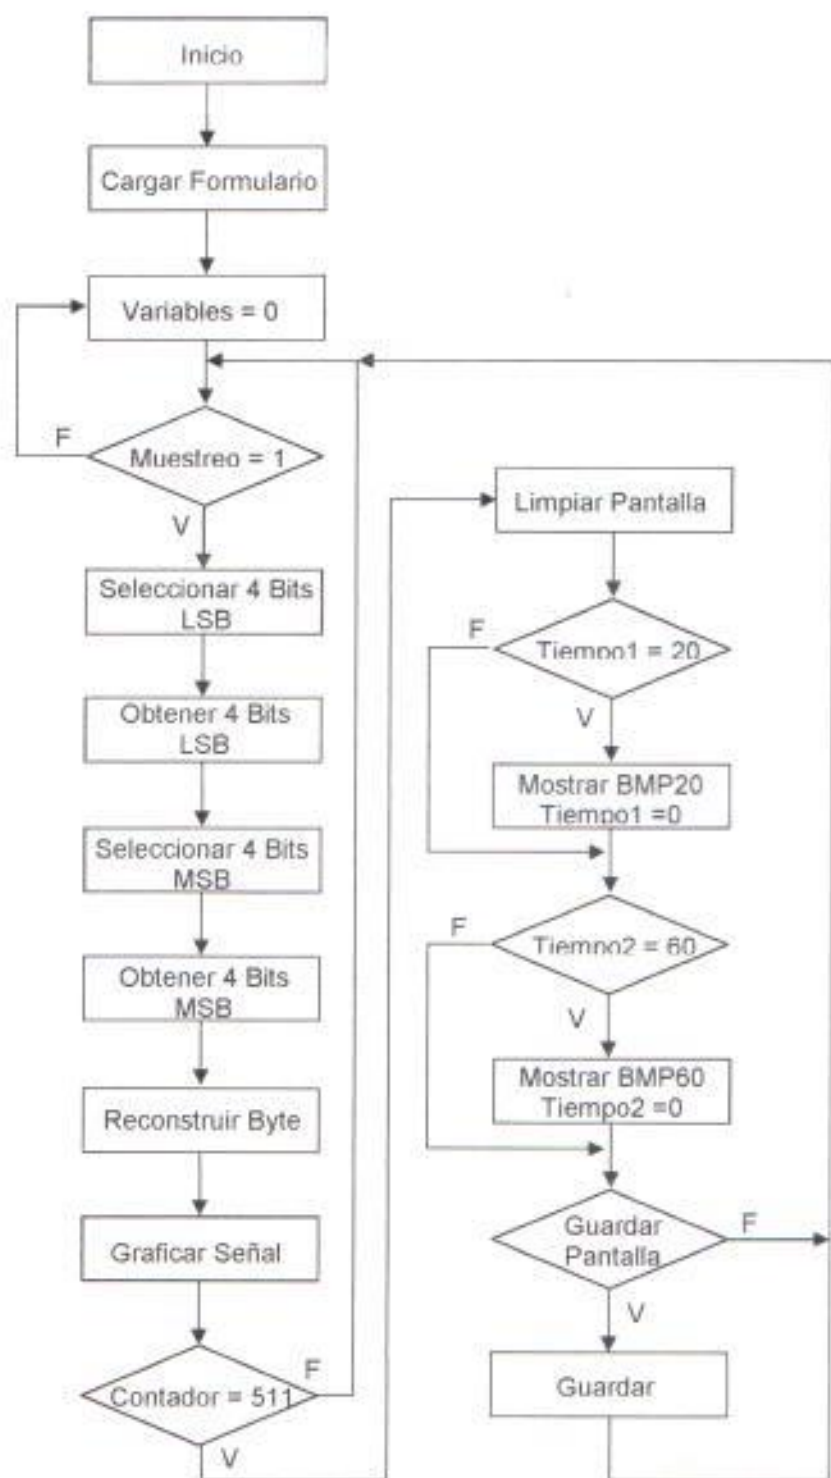 Inicio
Cargar Formulario
Variables = 0
F
Muestreo = 1
V
Seleccionar 4 Bits
LSB
Obtener 4 Bits
LSB
Seleccionar 4 Bits
MSB
Obtener 4 Bits
MSB
Reconstruir Byte
Graficar Señal
F
Contador = 511
V
Limpiar Pantalla
F
Tiempo1 = 20
V
Mostrar BMP20
Tiempo1 =0
F
Tiempo2 = 60
V
Mostrar BMP60
Tiempo2 =0
Guardar
Pantalla
F
V
Guardar